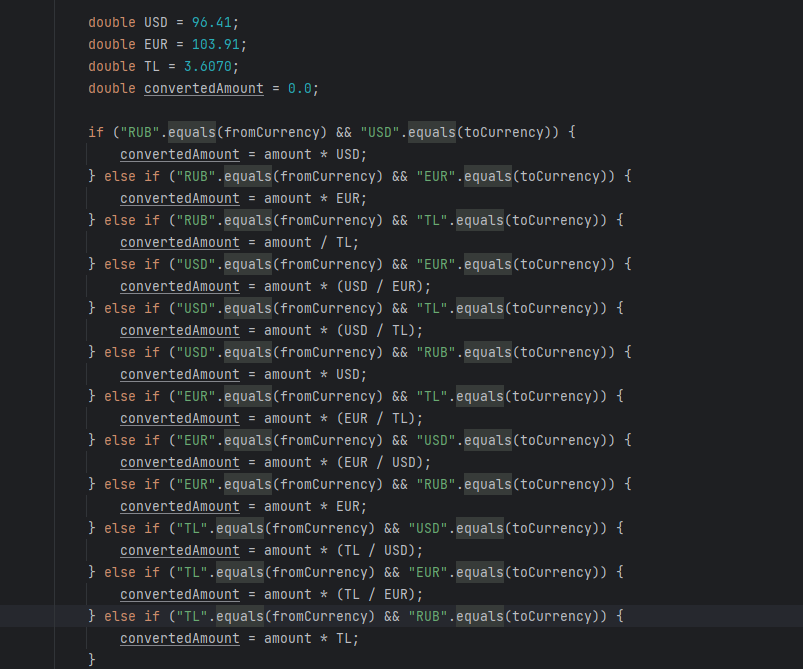 double USD = 96.41;
double EUR = 103.91;
double TL = 3.6070;
double convertedAmount = 0.0;
if ("RUB".equals(fromCurrency) && "USD".equals(toCurrency)) {
convertedAmount = amount * USD;
} else if ("RUB".equals(fromCurrency) && "EUR".equals(toCurrency)) {
convertedAmount = amount * EUR;
} else if ("RUB".equals(fromCurrency) && "TL".equals(toCurrency)) {
convertedAmount = amount / TL;
} else if ("USD".equals(fromCurrency) && "EUR".equals(toCurrency)) {
convertedAmount = amount * (USD / EUR);
} else if ("USD".equals(fromCurrency) && "TL".equals(toCurrency)) {
convertedAmount = amount * (USD / TL);
} else if ("USD".equals(fromCurrency) && "RUB".equals(toCurrency)) {
convertedAmount = amount * USD;
} else if ("EUR".equals(fromCurrency) && "TL".equals(toCurrency)) {
convertedAmount = amount * (EUR / TL);
} else if ("EUR".equals(fromCurrency) && "USD".equals(toCurrency)) {
convertedAmount = amount * (EUR / USD);
} else if ("EUR".equals(fromCurrency) && "RUB".equals(toCurrency)) {
convertedAmount = amount * EUR;
} else if ("TL".equals(fromCurrency) && "USD".equals(toCurrency)) {
convertedAmount = amount * (TL / USD);
} else if ("TL".equals(fromCurrency) && "EUR".equals(toCurrency)) {
convertedAmount = amount * (TL / EUR);
} else if ("TL".equals(fromCurrency) && "RUB".equals(toCurrency)) {
convertedAmount = amount * TL;
}